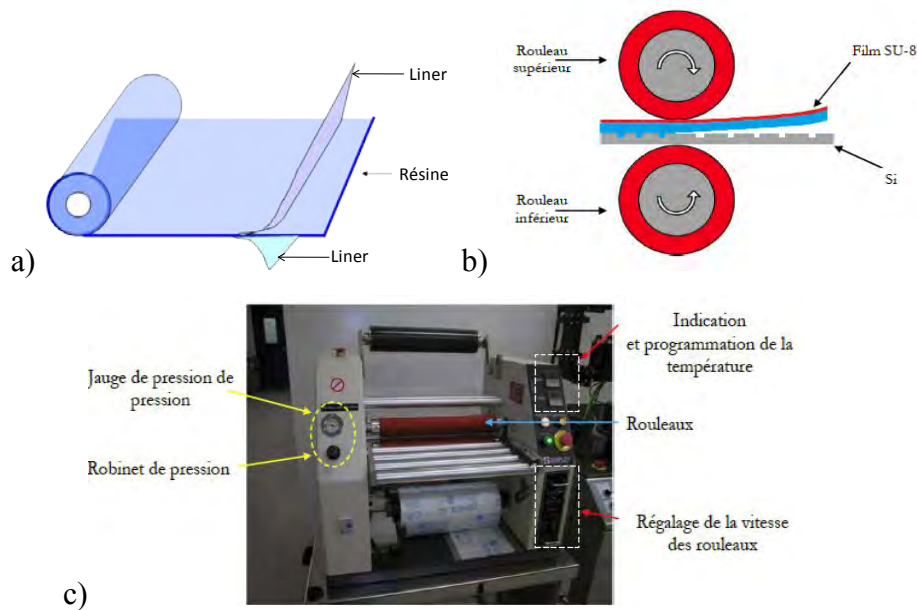 Liner
Résine
Liner
a)
Rouleau
supérieur
Film SU-8
Si
Rouleau
inférieur
b)
Jauge de pression de
pression
Robinet de pression
Indication
et programmation de la
température
Rouleaux
Régalage de la vitesse
des rouleaux
c)